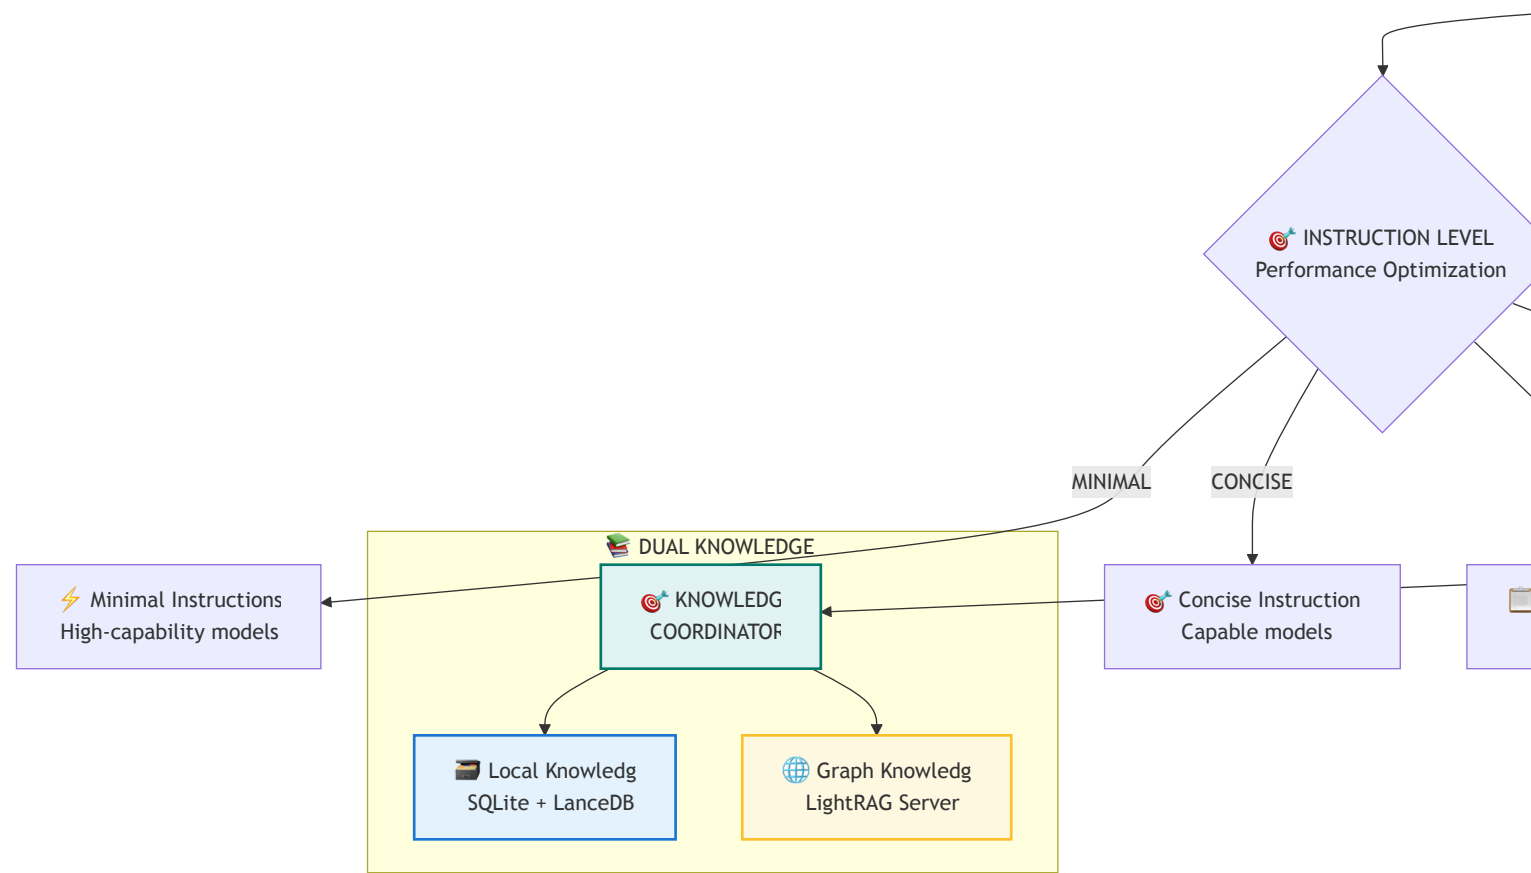 🎯 INSTRUCTION LEVEL
Performance Optimization
MINIMAL
CONCISE
📚 DUAL KNOWLEDGE
⚡ Minimal Instructions
High-capability models
🎯 KNOWLEDG
COORDINATOR
🎯 Concise Instruction
Capable models
📋
🗃️ Local Knowledg
SQLite + LanceDB
🌐 Graph Knowledg
LightRAG Server